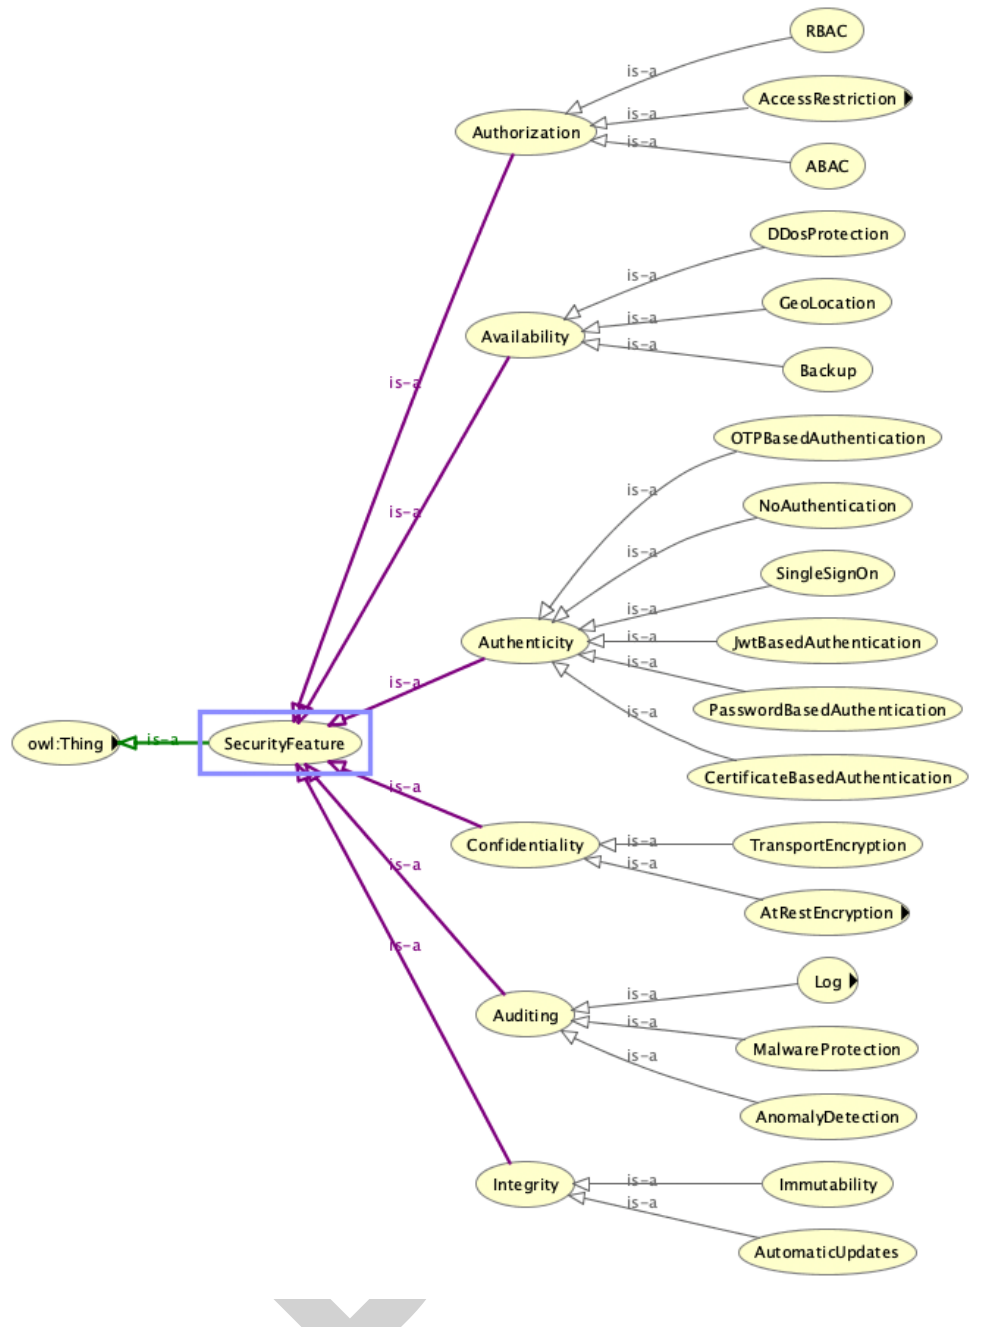 RBAC
is-a
AccessRestriction
is-a
Authorization
is-a
ABAC
DDosProtection
is-a
GeoLocation
is-a
Availability
is-a
Backup
is-a
OTPBasedAuthentication
is-a
NoAuthentication
is-a
is-a
SingleSignOn
is-a
Authenticity
is-a
JwtBasedAuthentication
is-a
is-a
PasswordBasedAuthentication
is-a
owl:Thing
is-a
SecurityFeature
CertificateBasedAuthentication
is-a
Confidentiality
is-a
TransportEncryption
is-a
is-a
AtRestEncryption
is-a
Log
is-a
Auditing
is-a
MalwareProtection
is-a
AnomalyDetection
Integrity
is-a
Immutability
is-a
AutomaticUpdates